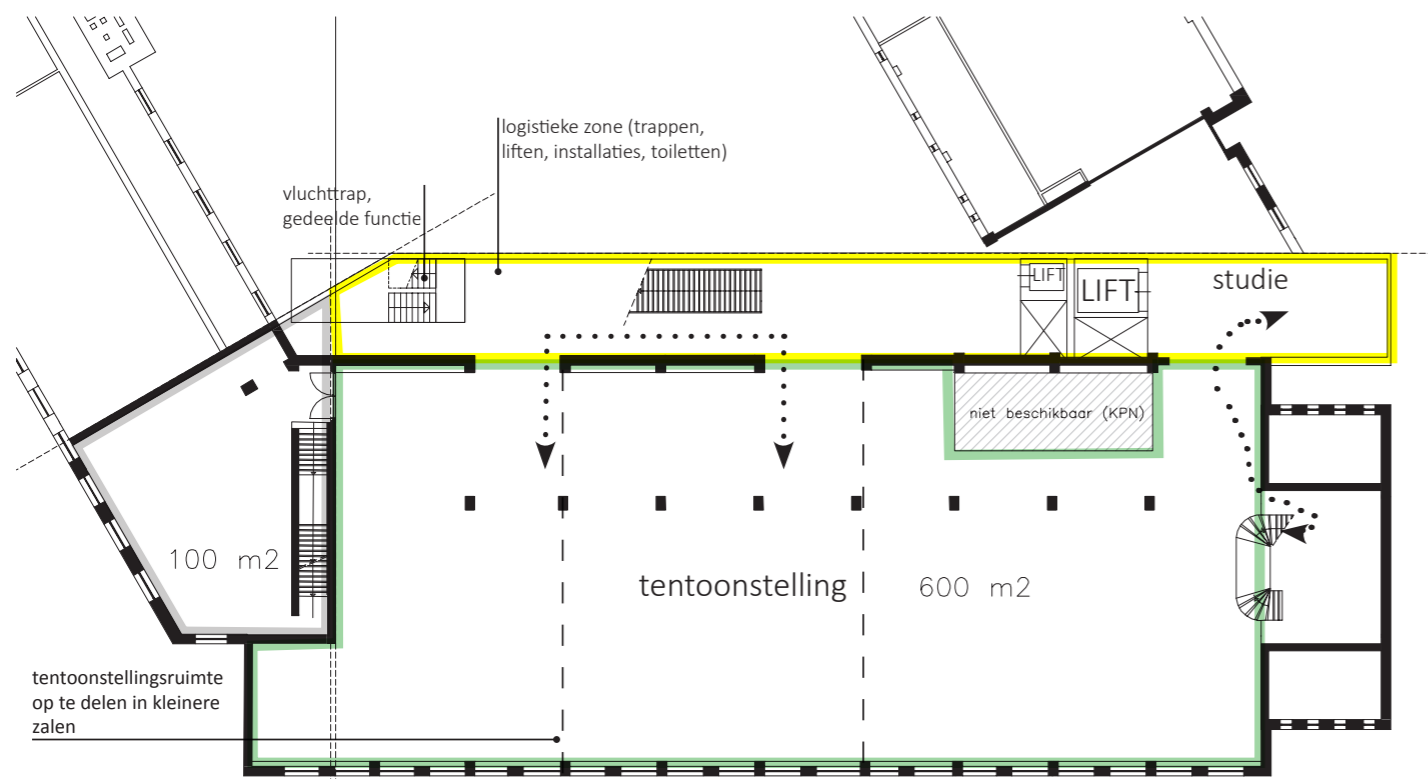 logistieke zone (trappen,
liften, installaties, toiletten)
vluchttrap,
gedeelde functie
LIFT
LIFT
studie
niet beschikbaar (KPN)
100 m2
tentoonstelling
600 m2
tentoonstellingsruimte
op te delen in kleinere
zalen